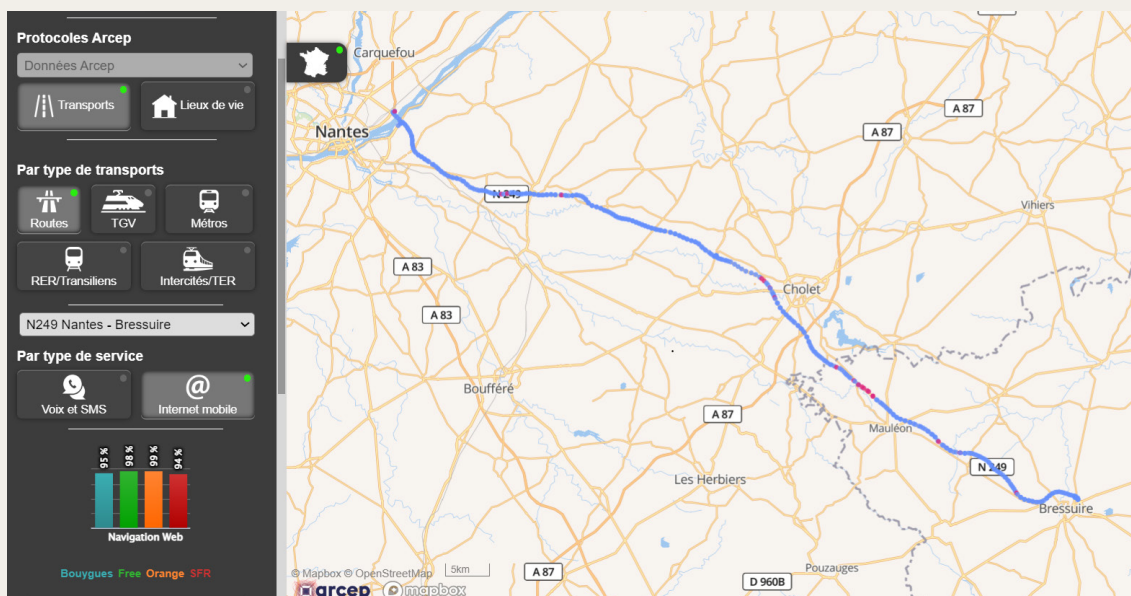 Protocoles Arcep
Données Arcep
Transports
Lieux de vie
Par type de transports
Routes
TGV
Métros
RER/Transiliens
Intercités/TER
N249 Nantes - Bressuire
Par type de service
Voix et SMS
@
Internet mobile
95 %
98 %
99 %
94 %
Navigation Web
Bouygues Free Orange SFR
Carquefou
Nantes
A 87
A 87
N 249
Vihiers
A 83
Cholet
A 83
Boufféré
A 87
Mauléon
N 249
Les Herbiers
Bressuire
Pouzauges
A 87
D 960B
© Mapbox © OpenStreetMap
5km
arcep
mapbox